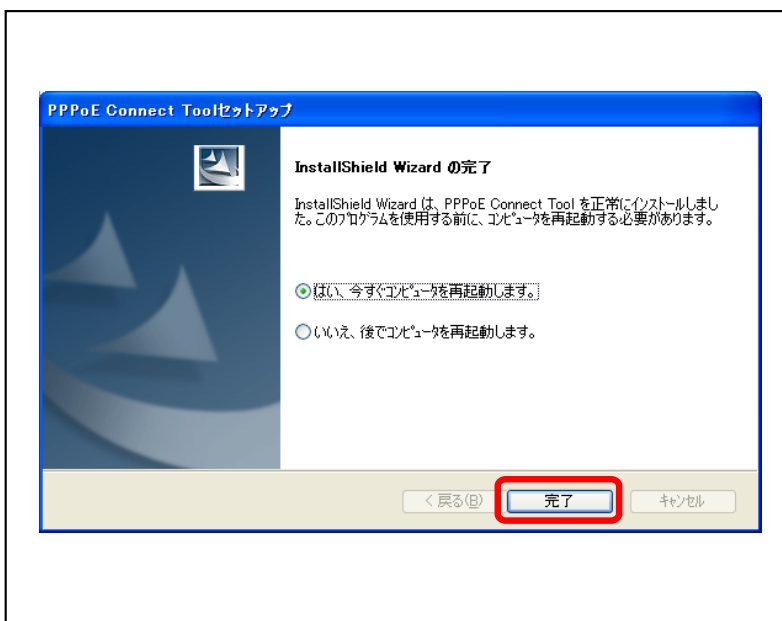 PPPoE Connect Toolセットアップ
InstallShield Wizard の完了
InstallShield Wizard は、PPPoE Connect Tool を正常にインストールしまし
た。このプログラムを使用する前に、コンピュータを再起動する必要があります。
はい、今すぐコンピュータを再起動します。
いいえ、後でコンピュータを再起動します。
< 戻る(B)
完了
キャンセル